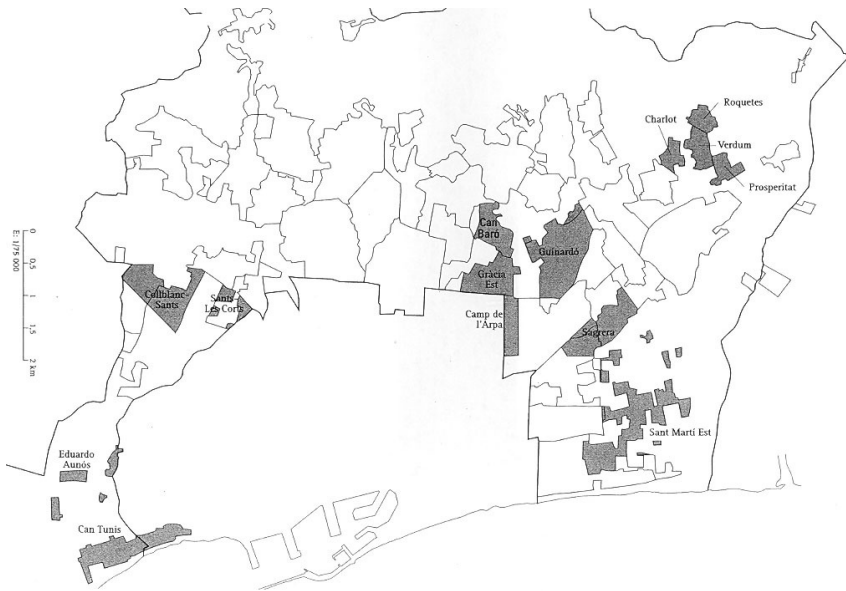 Roquetes
Charlot
Verdum
Prosperitat
Can
Baró
Guinardó
Gràcia
Est
Collblanc-
Sants
Sants-
Les Corts
Camp de
l'Arpa
Sagrera
Sant Martí Est
Eduardo
Aunós
Can Tunis
E: 1/75 000
0
0,5
1
1,5
2 km